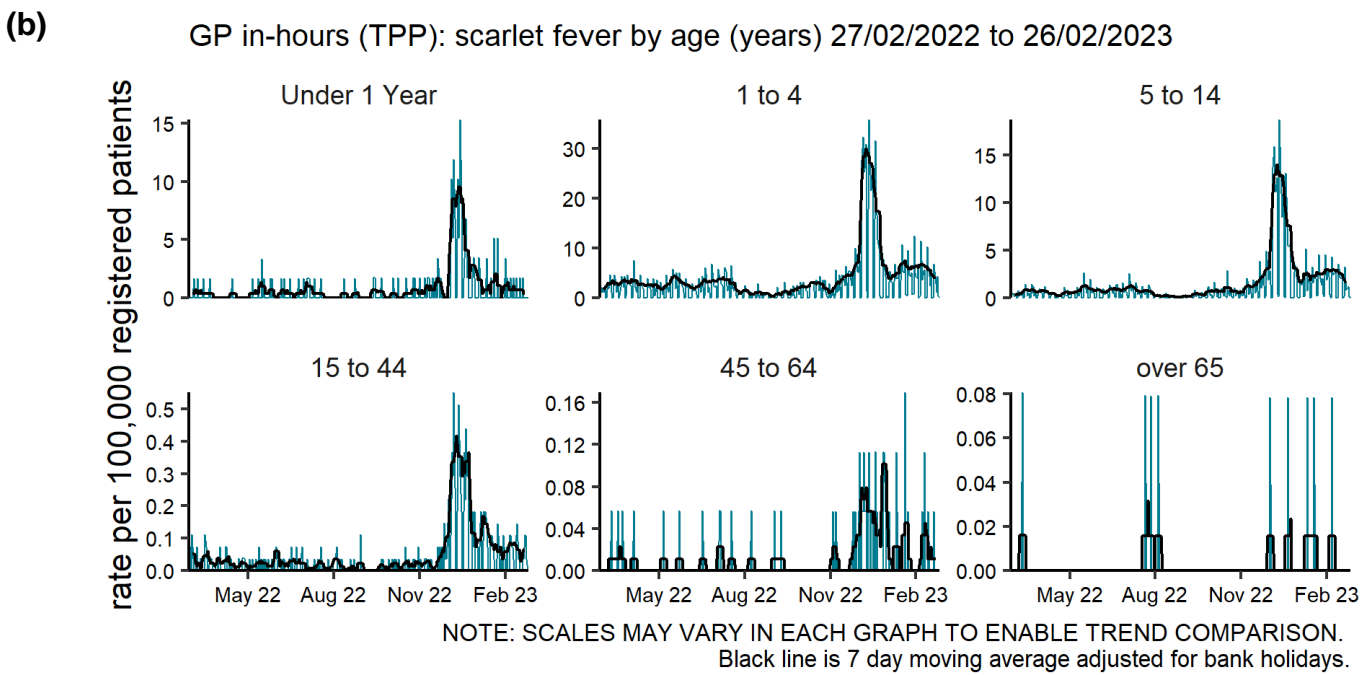 (b)
GP in-hours (TPP): scarlet fever by age (years) 27/02/2022 to 26/02/2023
rate per 100,000 registered patients
Under 1 Year
15
10
5
0
1 to 4
30
20
10
0
5 to 14
15
10
5
0
15 to 44
0.5
0.4
0.3
0.2
0.1
0.0
May 22 Aug 22 Nov 22 Feb 23
45 to 64
0.16
0.12
0.08
0.04
0.00
May 22 Aug 22 Nov 22 Feb 23
over 65
0.08
0.06
0.04
0.02
0.00
May 22 Aug 22 Nov 22 Feb 23
NOTE: SCALES MAY VARY IN EACH GRAPH TO ENABLE TREND COMPARISON.
Black line is 7 day moving average adjusted for bank holidays.